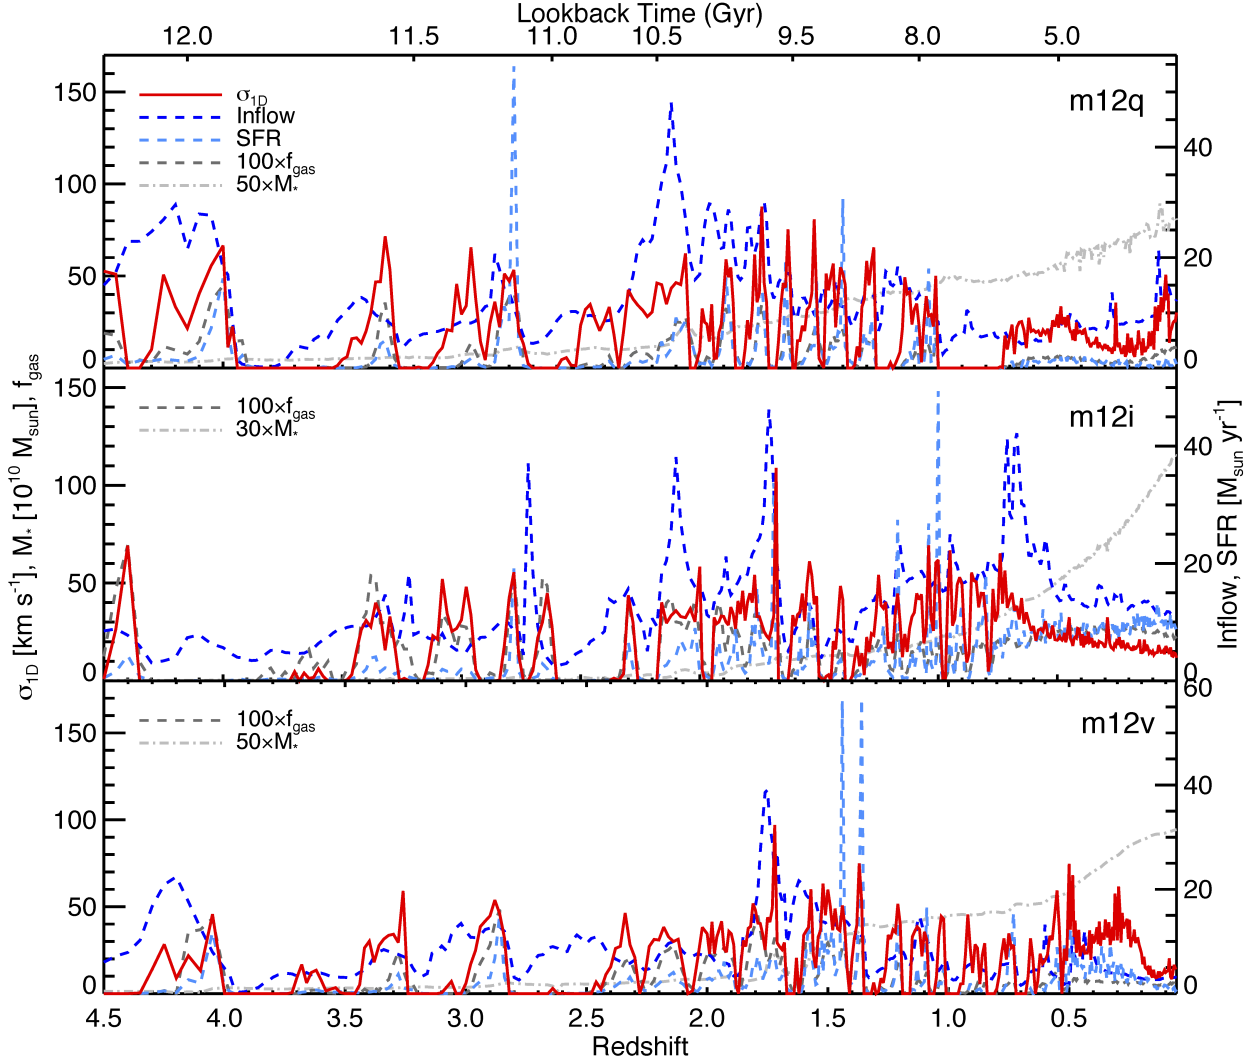 Lookback Time (Gyr)
12.0 11.5 11.0 10.5 9.5 8.0 5.0
m12q
σ1D
Inflow
SFR
100×fgas
50×M*
150
100
50
0
40
20
0
m12i
100×fgas
30×M*
150
100
50
0
40
20
0
m12v
100×fgas
50×M*
150
100
50
0
60
40
20
0
σ1D [km s-1], M* [1010 Msun], fgas
Inflow, SFR [Msun yr-1]
4.5 4.0 3.5 3.0 2.5 2.0 1.5 1.0 0.5
Redshift